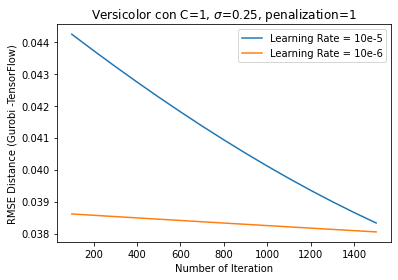 Versicolor con C=1, σ=0.25, penalization=1
Learning Rate = 10e-5
Learning Rate = 10e-6
RMSE Distance (Gurobi -TensorFlow)
0.044
0.043
0.042
0.041
0.040
0.039
0.038
200 400 600 800 1000 1200 1400
Number of Iteration